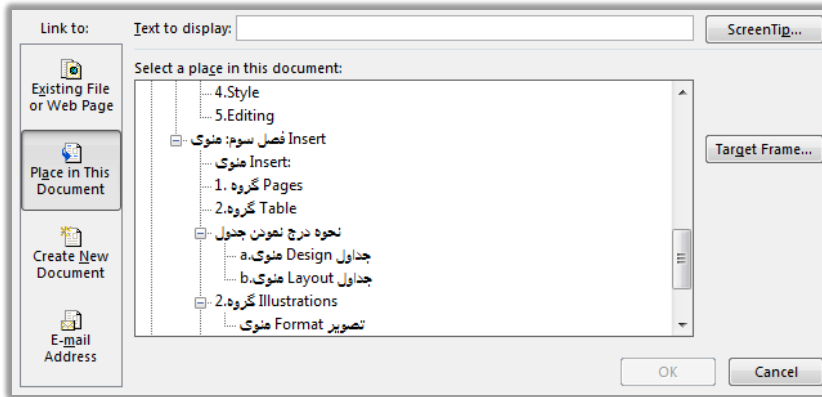 Link to:
Text to display:
ScreenTip...
Existing File
or Web Page
Place in This
Document
Create New
Document
E-mail
Address
Select a place in this document:
4.Style
5.Editing
فصل سوم: منوی Insert
منوی Insert:
1. گروه Pages
2.گروه Table
نحوه درج نمودن جدول
a.منوی Design جداول
b.منوی Layout جداول
2.گروه Illustrations
منوی Format تصویر
Target Frame...
OK
Cancel